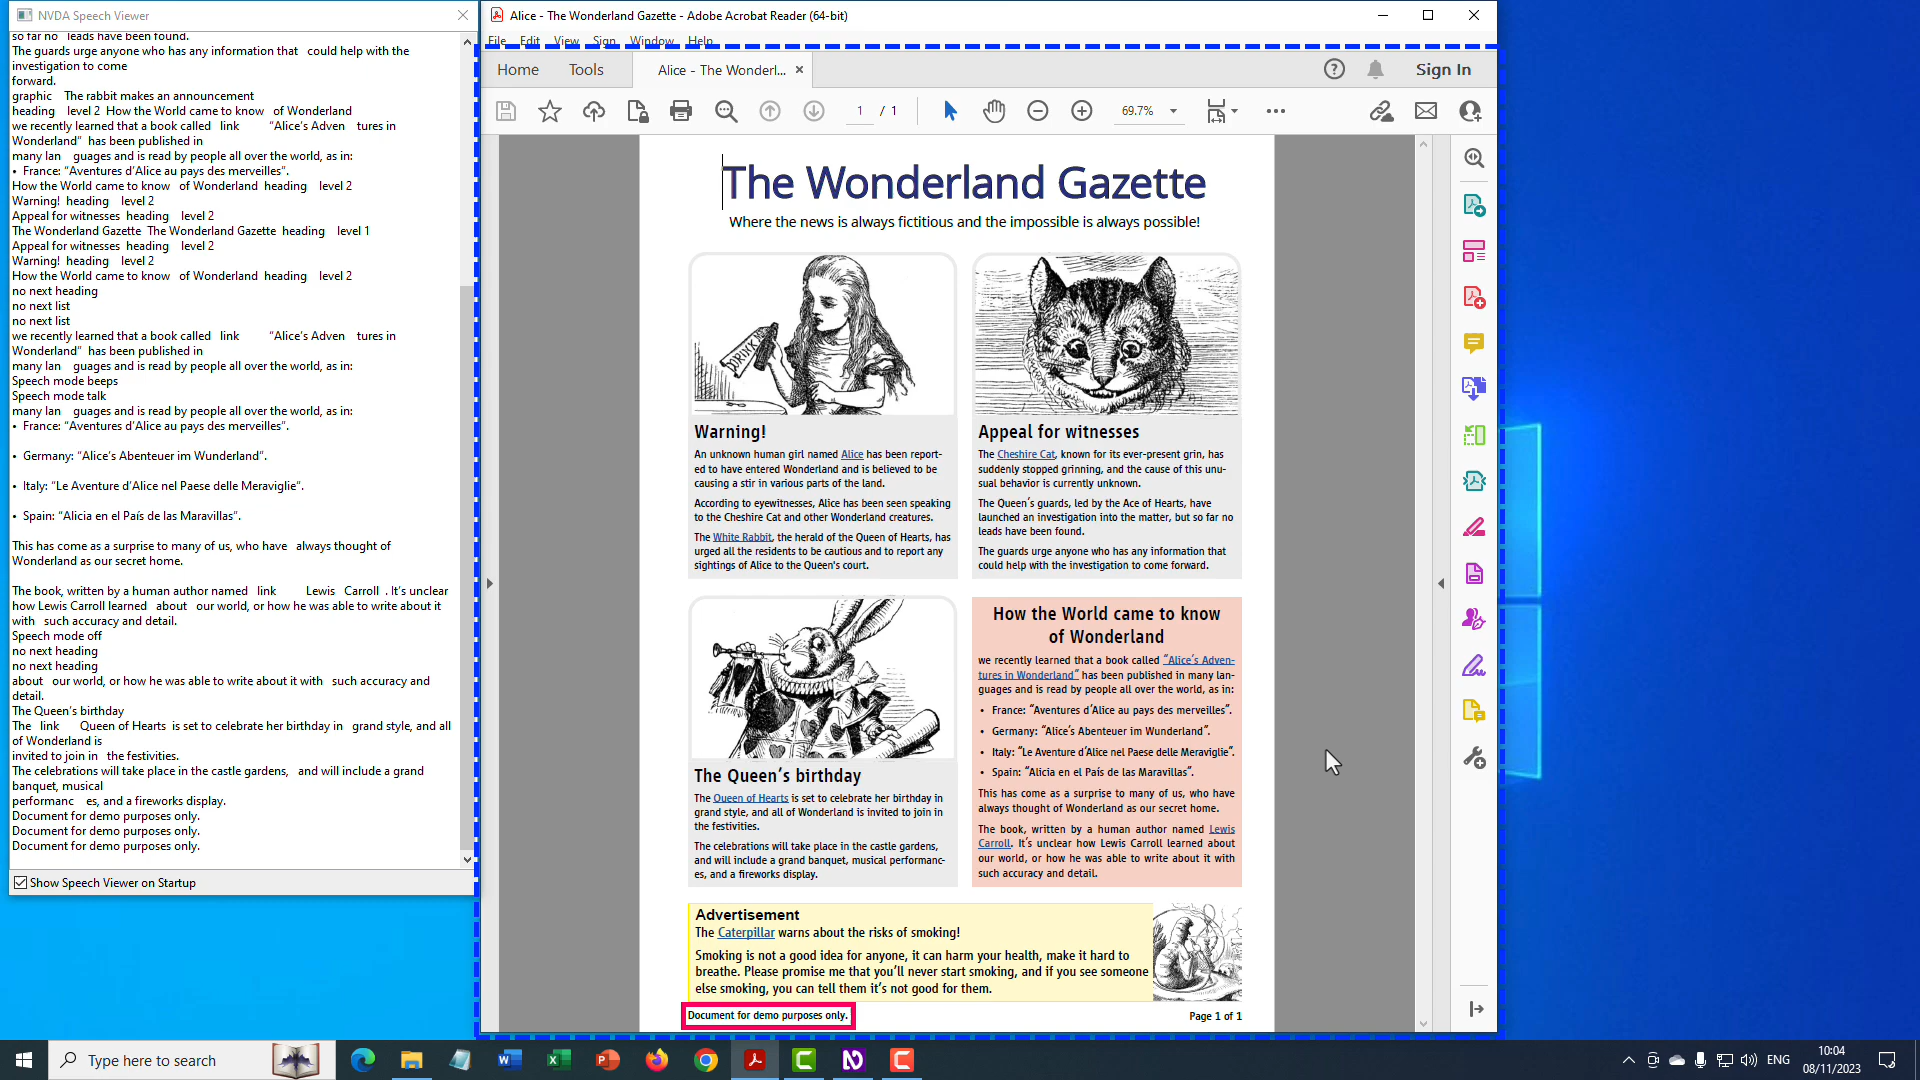 NVDA Speech Viewer
so far no   leads have been found.
The guards urge anyone who has any information that   could help with the
investigation to come
forward.
graphic    The rabbit makes an announcement
heading    level 2  How the World came to know   of Wonderland
we recently learned that a book called   link         “Alice’s Adven    tures in
Wonderland”  has been published in
many lan    guages and is read by people all over the world, as in:
•  France: “Aventures d’Alice au pays des merveilles”.
How the World came to know   of Wonderland  heading    level 2
Warning!  heading    level 2
Appeal for witnesses  heading    level 2
The Wonderland Gazette  The Wonderland Gazette  heading    level 1
Appeal for witnesses  heading    level 2
Warning!  heading    level 2
How the World came to know   of Wonderland  heading    level 2
no next heading
no next list
no next list
we recently learned that a book called   link         “Alice’s Adven    tures in
Wonderland”  has been published in
many lan    guages and is read by people all over the world, as in:
Speech mode beeps
Speech mode talk
many lan    guages and is read by people all over the world, as in:
•  France: “Aventures d’Alice au pays des merveilles”.
•  Germany: “Alice’s Abenteuer im Wunderland”.
•  Italy: “Le Aventure d’Alice nel Paese delle Meraviglie”.
•  Spain: “Alicia en el País de las Maravillas”.
This has come as a surprise to many of us, who have   always thought of
Wonderland as our secret home.
The book, written by a human author named   link         Lewis   Carroll  . It’s unclear
how Lewis Carroll learned   about   our world, or how he was able to write about it
with   such accuracy and detail.
Speech mode off
no next heading
no next heading
about   our world, or how he was able to write about it with   such accuracy and
detail.
The Queen’s birthday
The   link      Queen of Hearts  is set to celebrate her birthday in   grand style, and all
of Wonderland is
invited to join in   the festivities.
The celebrations will take place in the castle gardens,   and will include a grand
banquet, musical
performanc    es, and a fireworks display.
Document for demo purposes only.
Document for demo purposes only.
Document for demo purposes only.
Show Speech Viewer on Startup
Alice - The Wonderland Gazette - Adobe Acrobat Reader (64-bit)
File Edit View Sign Window Help
Home Tools Alice - The Wonderl... Sign In
1 / 1 69.7%
The Wonderland Gazette
Where the news is always fictitious and the impossible is always possible!
DRINK
Warning!
An unknown human girl named Alice has been report-
ed to have entered Wonderland and is believed to be
causing a stir in various parts of the land.
According to eyewitnesses, Alice has been seen speaking
to the Cheshire Cat and other Wonderland creatures.
The White Rabbit, the herald of the Queen of Hearts, has
urged all the residents to be cautious and to report any
sightings of Alice to the Queen's court.
Appeal for witnesses
The Cheshire Cat, known for its ever-present grin, has
suddenly stopped grinning, and the cause of this unu-
sual behavior is currently unknown.
The Queen’s guards, led by the Ace of Hearts, have
launched an investigation into the matter, but so far no
leads have been found.
The guards urge anyone who has any information that
could help with the investigation to come forward.
The Queen’s birthday
The Queen of Hearts is set to celebrate her birthday in
grand style, and all of Wonderland is invited to join in
the festivities.
The celebrations will take place in the castle gardens,
and will include a grand banquet, musical performanc-
es, and a fireworks display.
How the World came to know
of Wonderland
we recently learned that a book called “Alice’s Adven-
tures in Wonderland” has been published in many lan-
guages and is read by people all over the world, as in:
• France: “Aventures d’Alice au pays des merveilles”.
• Germany: “Alice’s Abenteuer im Wunderland”.
• Italy: “Le Aventure d’Alice nel Paese delle Meraviglie”.
• Spain: “Alicia en el País de las Maravillas”.
This has come as a surprise to many of us, who have
always thought of Wonderland as our secret home.
The book, written by a human author named Lewis
Carroll. It’s unclear how Lewis Carroll learned about
our world, or how he was able to write about it with
such accuracy and detail.
Advertisement
The Caterpillar warns about the risks of smoking!
Smoking is not a good idea for anyone, it can harm your health, make it hard to
breathe. Please promise me that you’ll never start smoking, and if you see someone
else smoking, you can tell them it’s not good for them.
Document for demo purposes only.
Page 1 of 1
Type here to search
ENG
10:04
08/11/2023